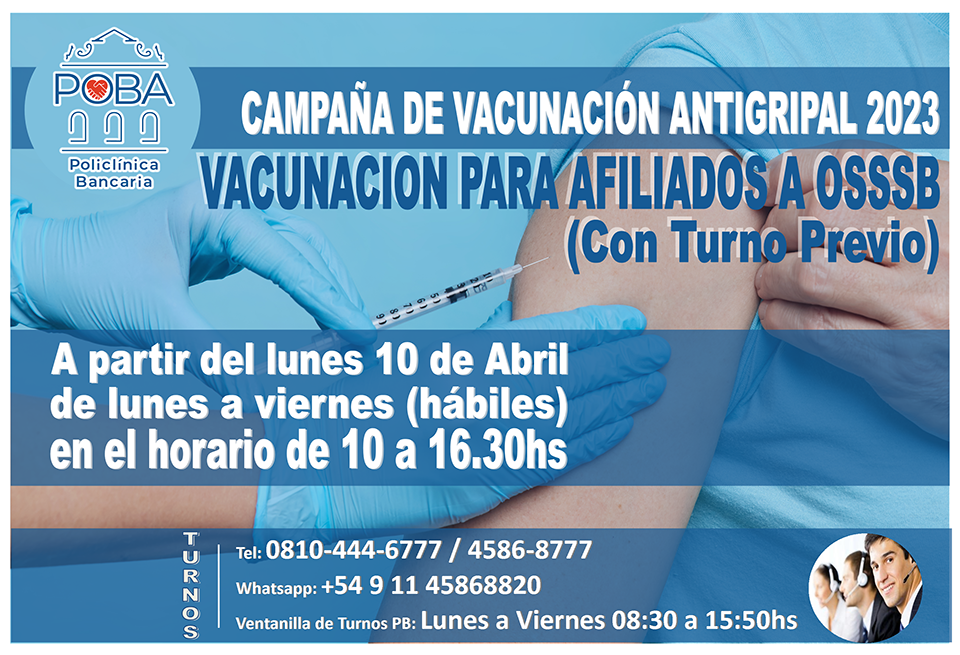 POBA
Policlínica
Bancaria
CAMPAÑA DE VACUNACIÓN ANTIGRIPAL 2023
VACUNACION PARA AFILIADOS A OSSSB
(Con Turno Previo)
A partir del lunes 10 de Abril
de lunes a viernes (hábiles)
en el horario de 10 a 16.30hs
TURNOS
Tel: 0810-444-6777 / 4586-8777
Whatsapp: +54 9 11 45868820
Ventanilla de Turnos PB: Lunes a Viernes 08:30 a 15:50hs